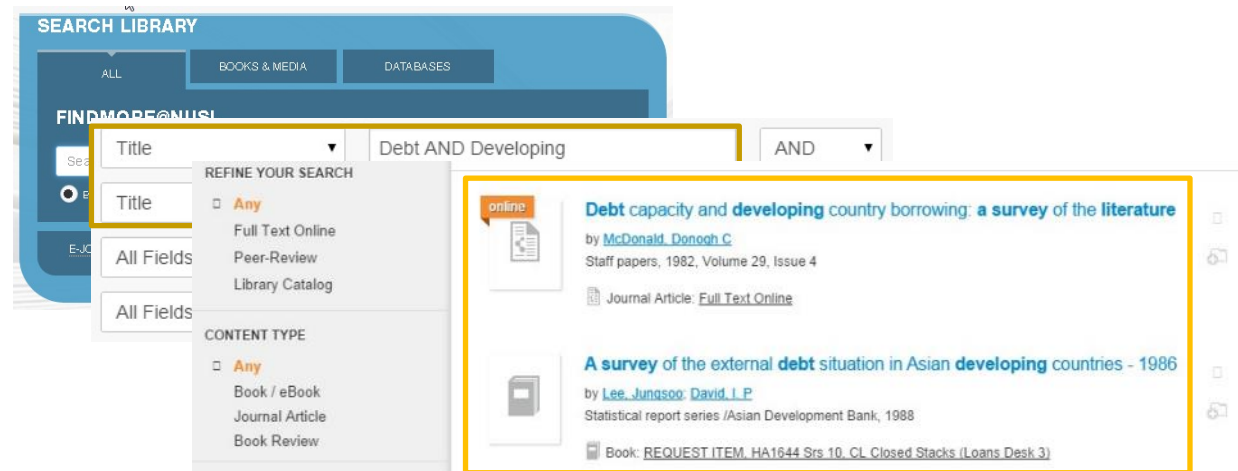 SEARCH LIBRARY
ALL
BOOKS & MEDIA
DATABASES
Title
Debt AND Developing
AND
Title
All Fields
All Fields
REFINE YOUR SEARCH
Any
Full Text Online
Peer-Review
Library Catalog
CONTENT TYPE
Any
Book / eBook
Journal Article
Book Review
online
Debt capacity and developing country borrowing: a survey of the literature
by McDonald, Donogh C
Staff papers, 1982, Volume 29, Issue 4
Journal Article: Full Text Online
A survey of the external debt situation in Asian developing countries - 1986
by Lee, Jungsoo; David, I. P
Statistical report series /Asian Development Bank, 1988
Book: REQUEST ITEM, HA1644 Srs 10, CL Closed Stacks (Loans Desk 3)